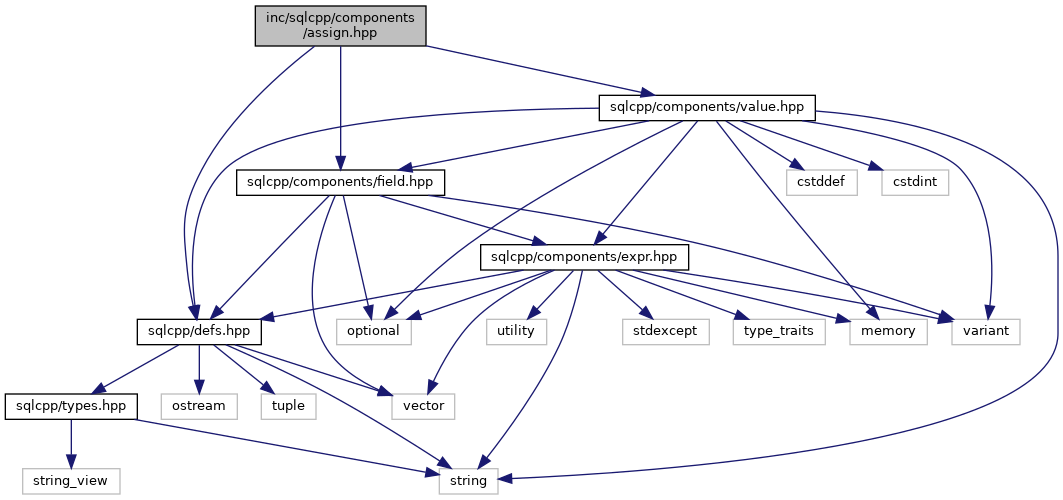 inc/sqlcpp/components
/assign.hpp
sqlcpp/components/value.hpp
sqlcpp/components/field.hpp
cstddef
cstdint
sqlcpp/components/expr.hpp
sqlcpp/defs.hpp
optional
utility
stdexcept
type_traits
memory
variant
sqlcpp/types.hpp
ostream
tuple
vector
string_view
string